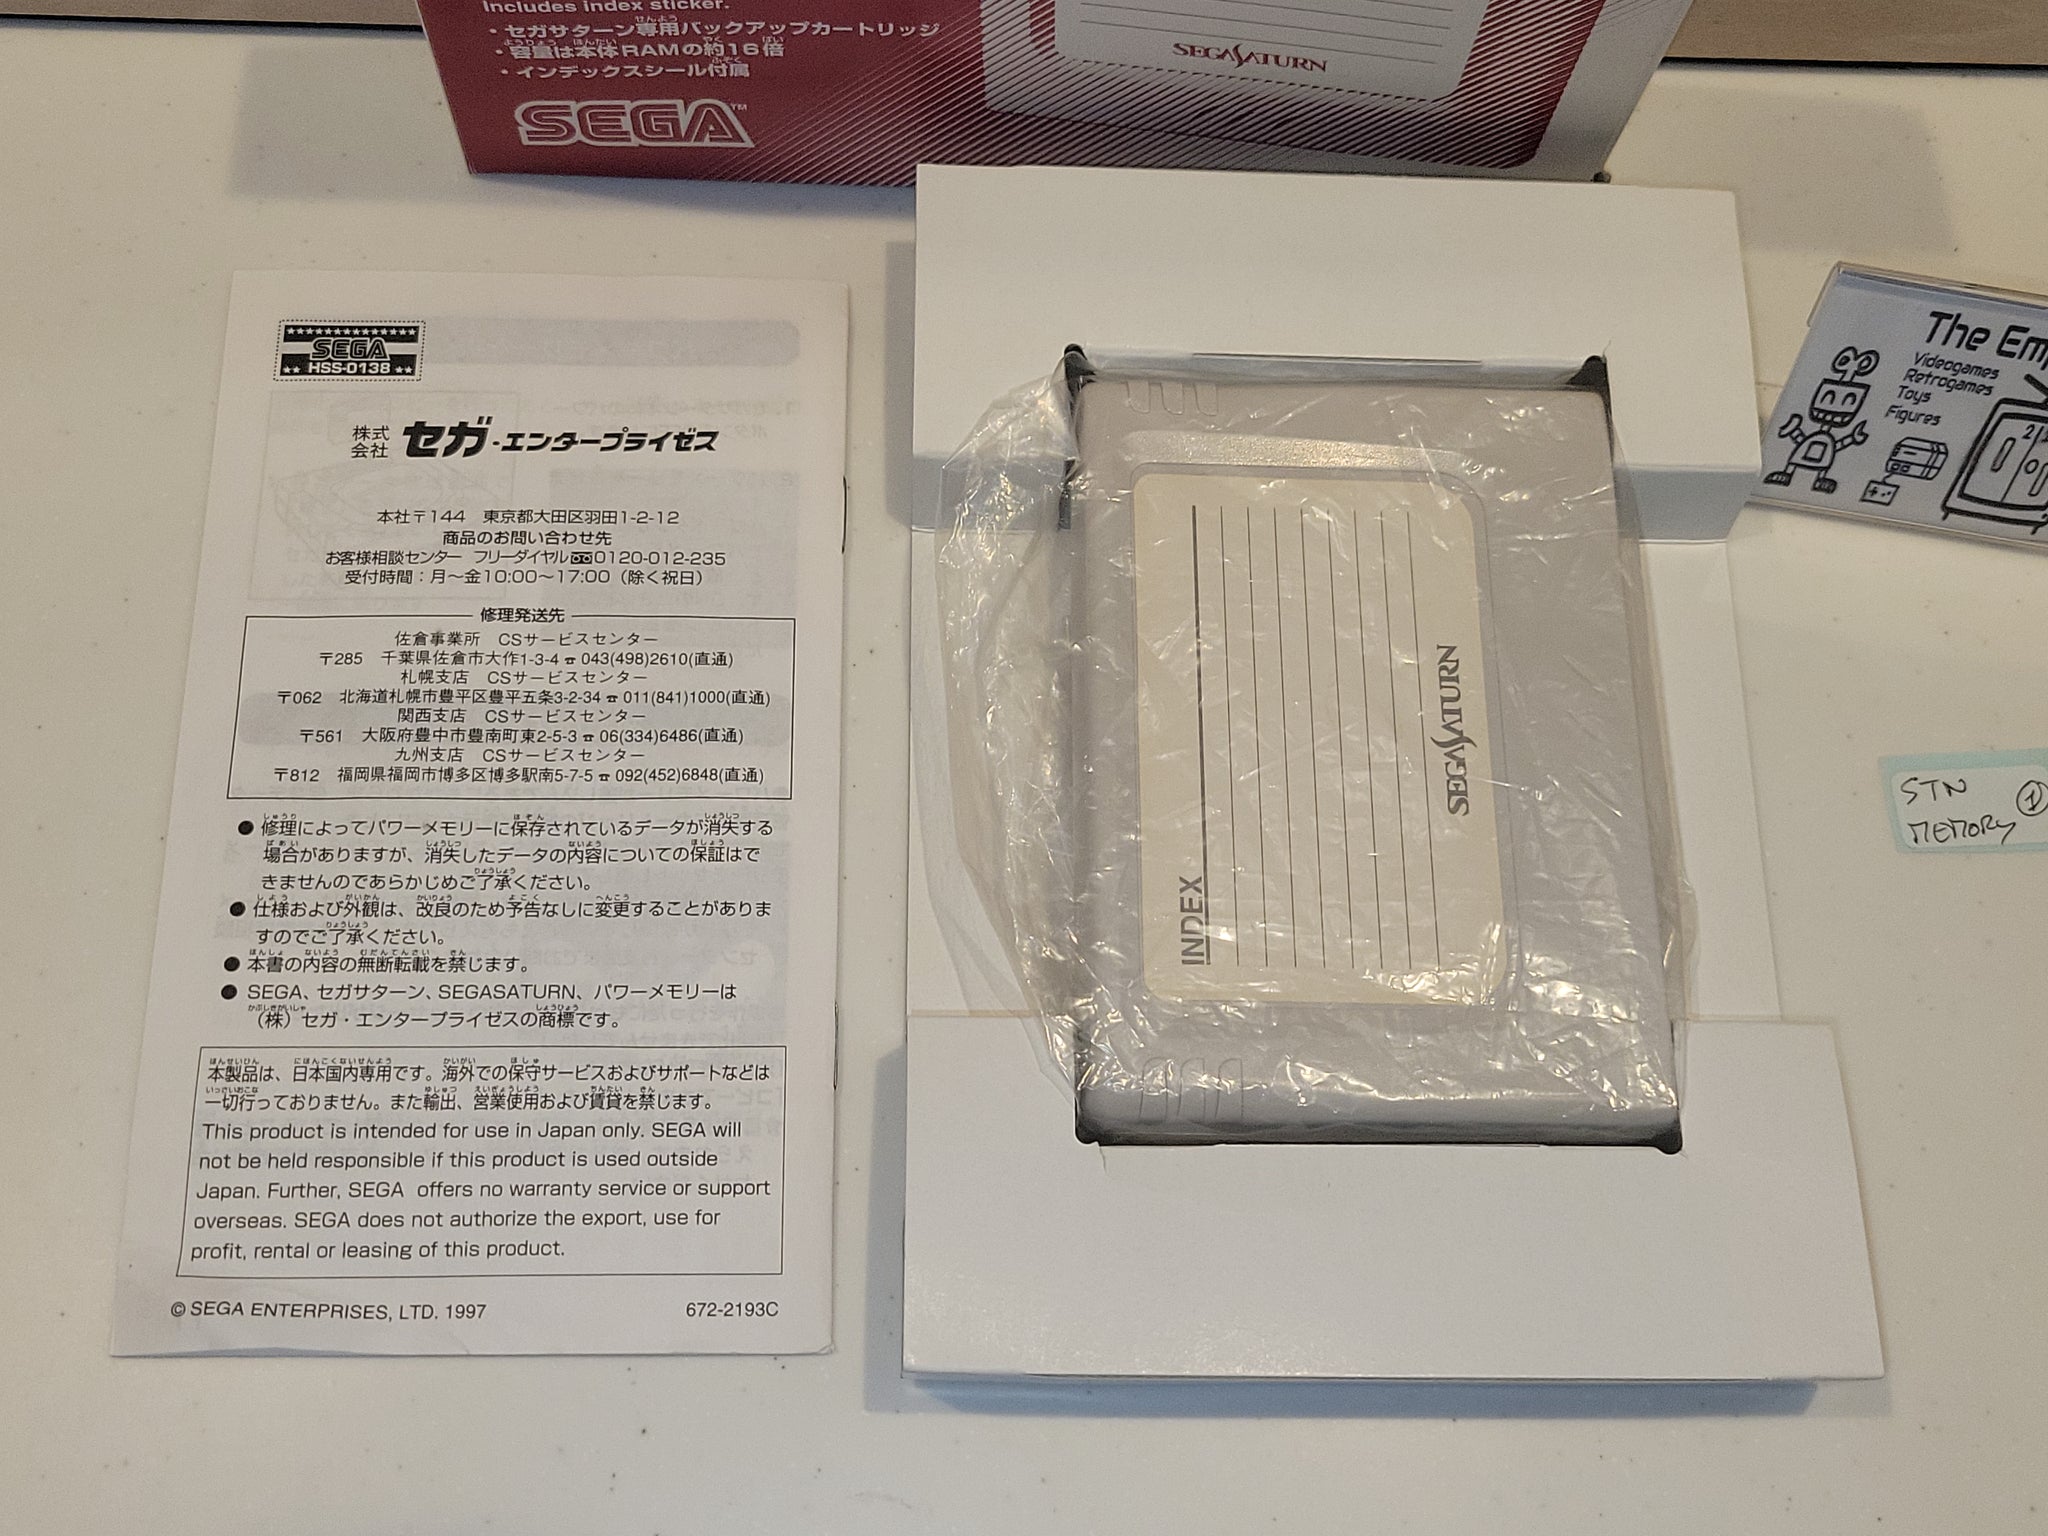 Includes index sticker.
・セガサターン専用バックアップカートリッジ
・容量は本体RAMの約16倍
・インデックスシール付属
SEGA™
SEGA SATURN
SEGA
HSS-0138
株式会社 セガ・エンタープライゼス
本社〒144 東京都大田区羽田1-2-12
商品のお問い合わせ先
お客様相談センター フリーダイヤル 0120-012-235
受付時間：月〜金10:00〜17:00（除く祝日）
修理発送先
佐倉事業所 CSサービスセンター
〒285 千葉県佐倉市大作1-3-4 ☎ 043(498)2610(直通)
札幌支店 CSサービスセンター
〒062 北海道札幌市豊平区豊平五条3-2-34 ☎ 011(841)1000(直通)
関西支店 CSサービスセンター
〒561 大阪府豊中市豊南町東2-5-3 ☎ 06(334)6486(直通)
九州支店 CSサービスセンター
〒812 福岡県福岡市博多区博多駅南5-7-5 ☎ 092(452)6848(直通)
●修理によってパワーメモリーに保存されているデータが消失する
場合がありますが、消失したデータの内容についての保証はで
きませんのであらかじめご了承ください。
●仕様および外観は、改良のため予告なしに変更することがありま
すのでご了承ください。
●本書の内容の無断転載を禁じます。
●SEGA、セガサターン、SEGASATURN、パワーメモリーは
（株）セガ・エンタープライゼスの商標です。
本製品は、日本国内専用です。海外での保守サービスおよびサポートなどは
一切行っておりません。また輸出、営業使用および賃貸を禁じます。
This product is intended for use in Japan only. SEGA will
not be held responsible if this product is used outside
Japan. Further, SEGA offers no warranty service or support
overseas. SEGA does not authorize the export, use for
profit, rental or leasing of this product.
© SEGA ENTERPRISES, LTD. 1997
672-2193C
INDEX
SEGA SATURN
The Em
Videogames
Retrogames
Toys
Figures
STN
MEMORY ①